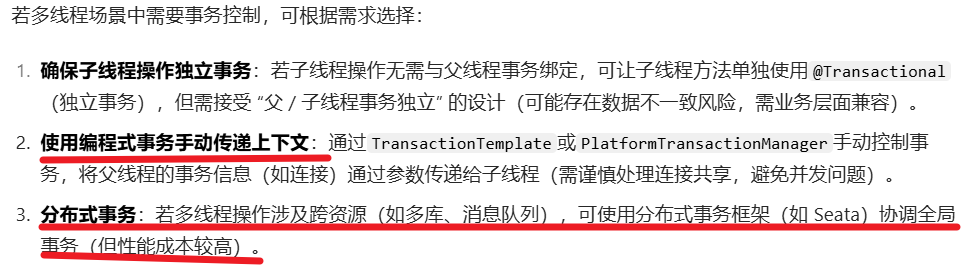 若多线程场景中需要事务控制，可根据需求选择：
1. 确保子线程操作独立事务：若子线程操作无需与父线程事务绑定，可让子线程方法单独使用 @Transactional
（独立事务），但需接受 “父 / 子线程事务独立” 的设计（可能存在数据不一致风险，需业务层面兼容）。
2. 使用编程式事务手动传递上下文：通过 TransactionTemplate 或 PlatformTransactionManager 手动控制事
务，将父线程的事务信息（如连接）通过参数传递给子线程（需谨慎处理连接共享，避免并发问题）。
3. 分布式事务：若多线程操作涉及跨资源（如多库、消息队列），可使用分布式事务框架（如 Seata）协调全局
事务（但性能成本较高）。